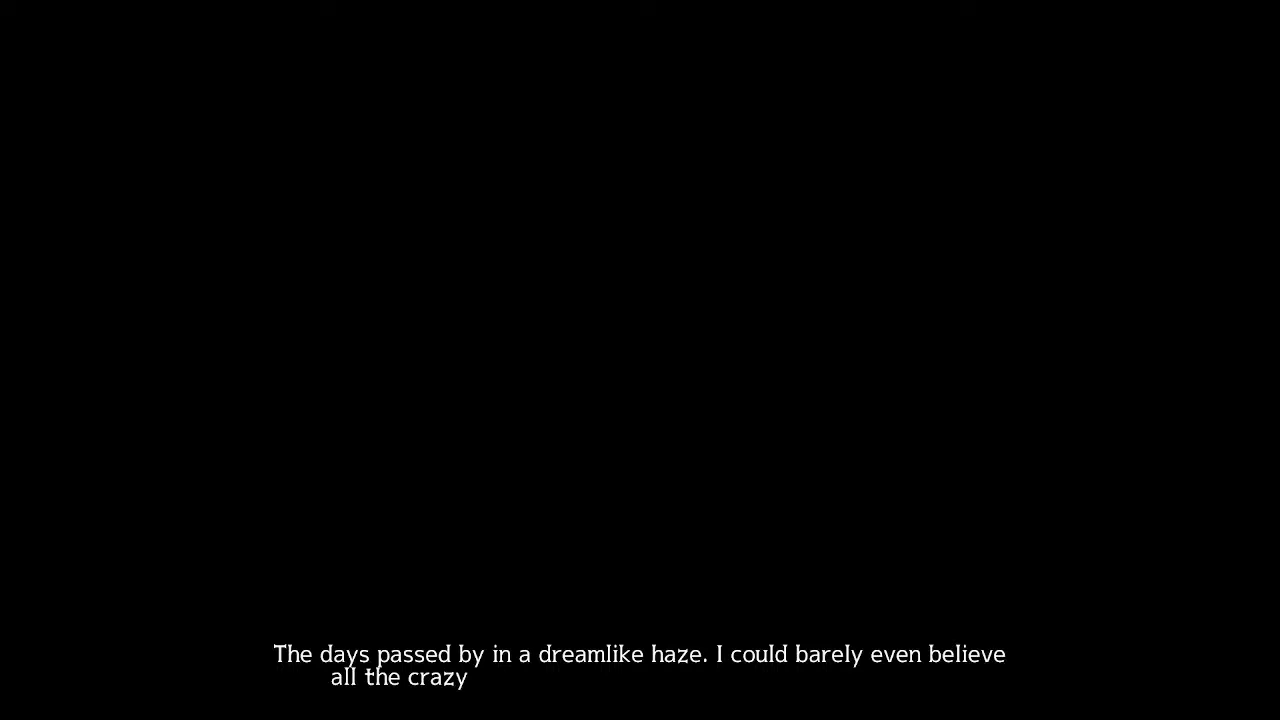 The days passed by in a dreamlike haze. I could barely even believe
all the crazy